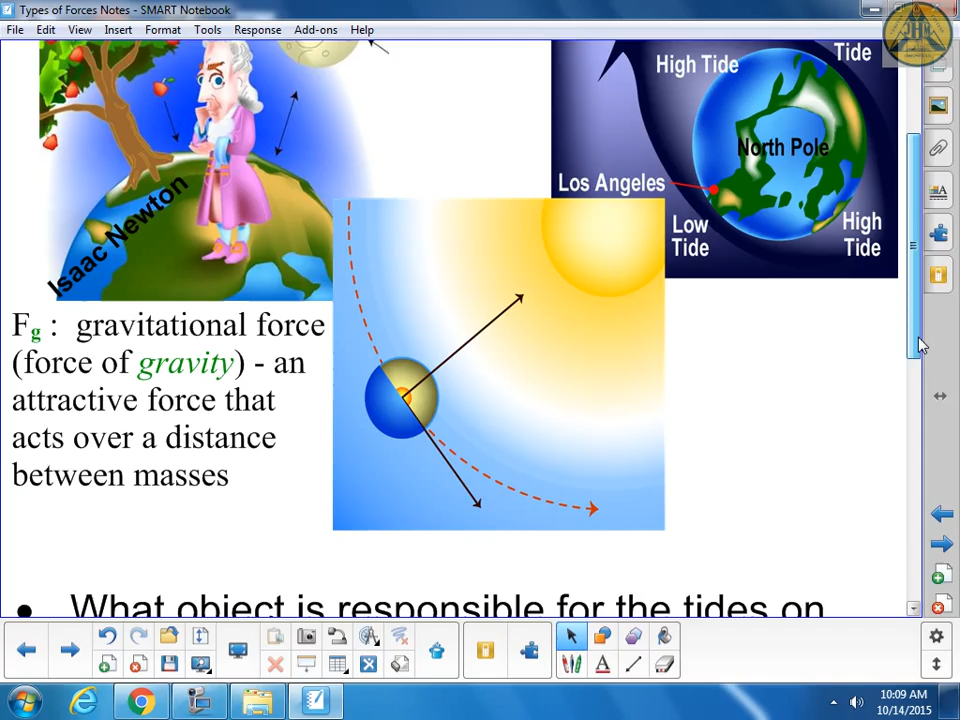 Types of Forces Notes - SMART Notebook
File Edit View Insert Format Tools Response Add-ons Help
High Tide
Tide
North Pole
Los Angeles
Low
Tide
High
Tide
Isaac Newton
Fg : gravitational force
(force of gravity) - an
attractive force that
acts over a distance
between masses
• What object is responsible for the tides on
10:09 AM
10/14/2015